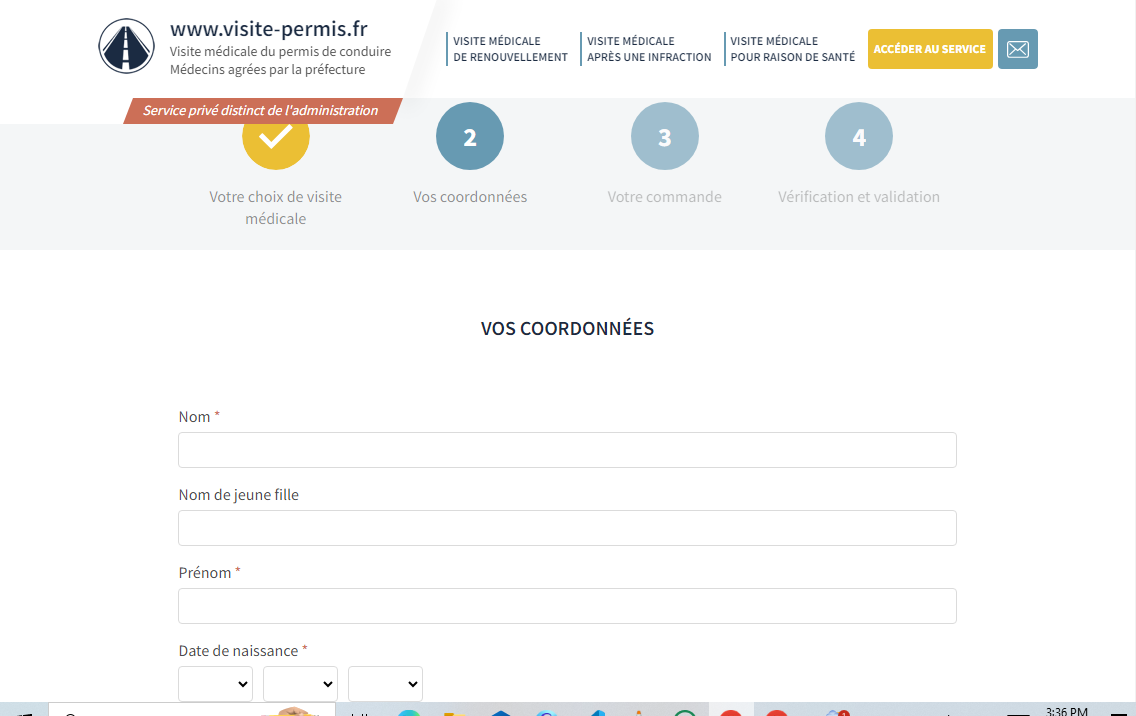 www.visite-permis.fr
Visite médicale du permis de conduire
Médecins agrées par la préfecture
Service privé distinct de l'administration
VISITE MÉDICALE
DE RENOUVELLEMENT
VISITE MÉDICALE
APRÈS UNE INFRACTION
VISITE MÉDICALE
POUR RAISON DE SANTÉ
ACCÉDER AU SERVICE
2
3
4
Votre choix de visite
médicale
Vos coordonnées
Votre commande
Vérification et validation
VOS COORDONNÉES
Nom *
Nom de jeune fille
Prénom *
Date de naissance *
3:36 PM